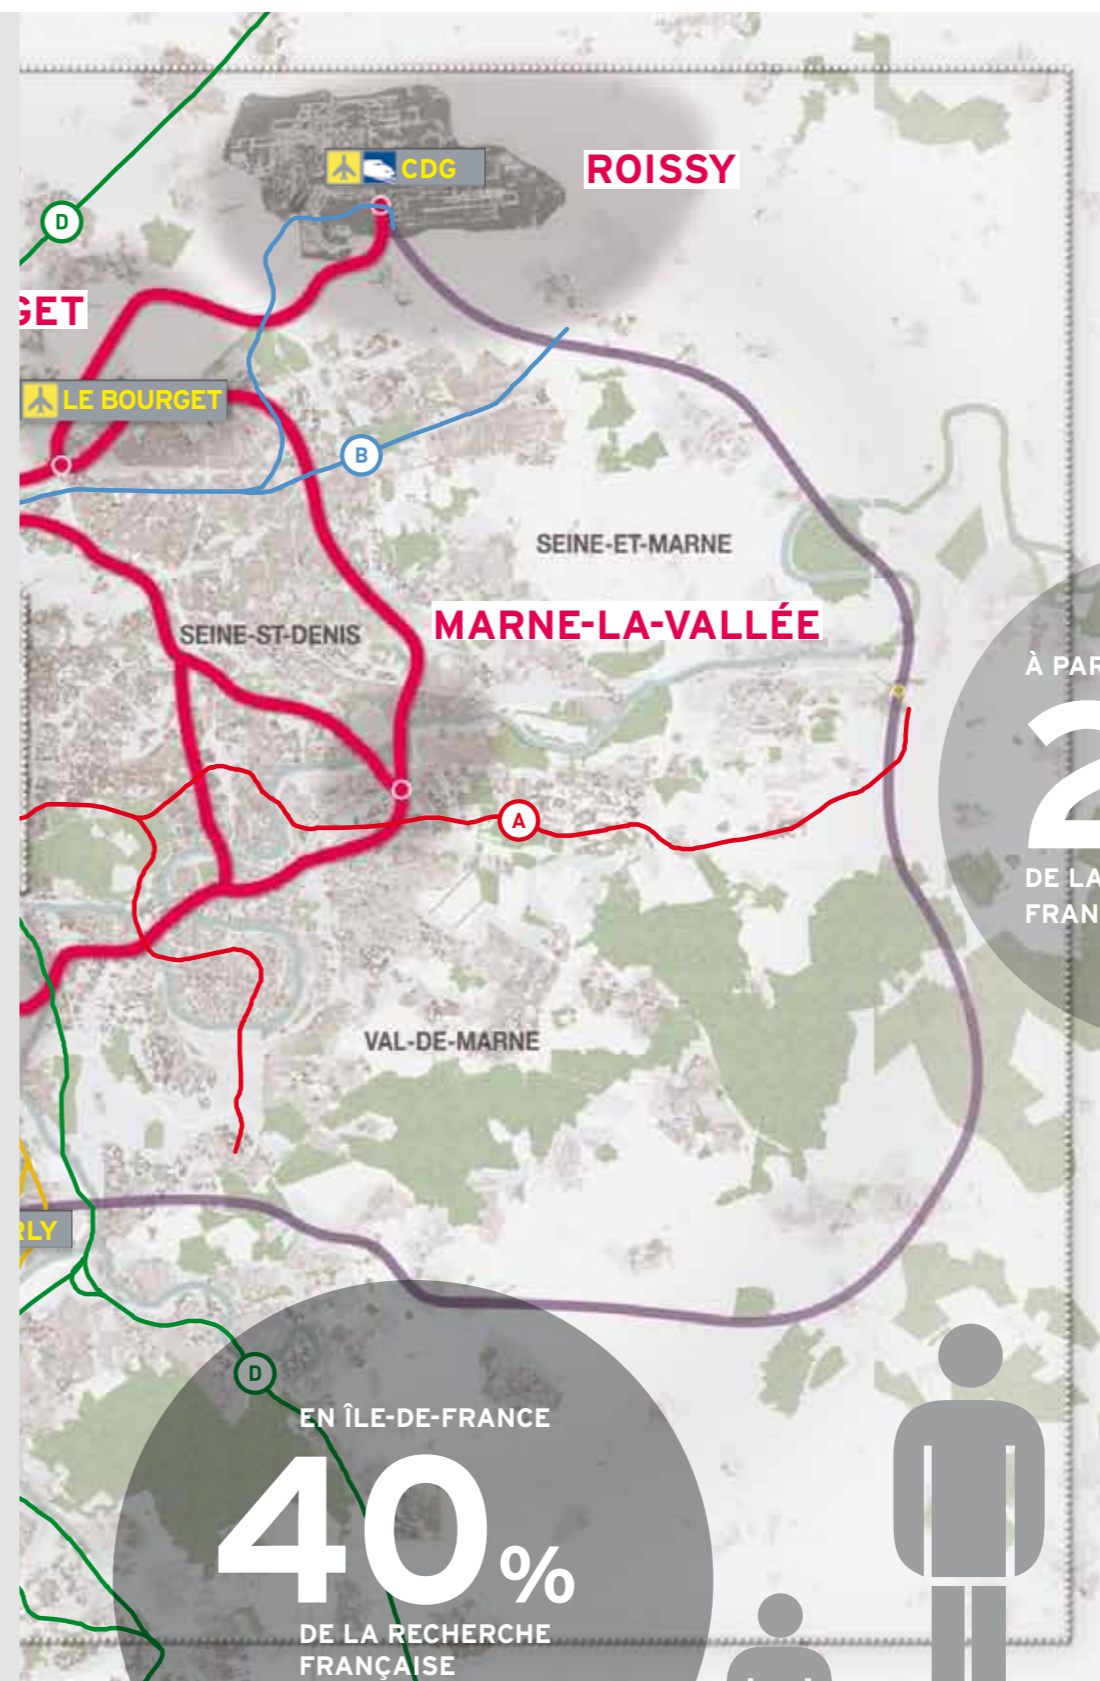 CDG
ROISSY
D
GET
LE BOURGET
B
SEINE-ET-MARNE
MARNE-LA-VALLÉE
SEINE-ST-DENIS
À PAR
2
A
DE LA
FRAN
VAL-DE-MARNE
RLY
D
EN ÎLE-DE-FRANCE
40%
DE LA RECHERCHE
FRANÇAISE